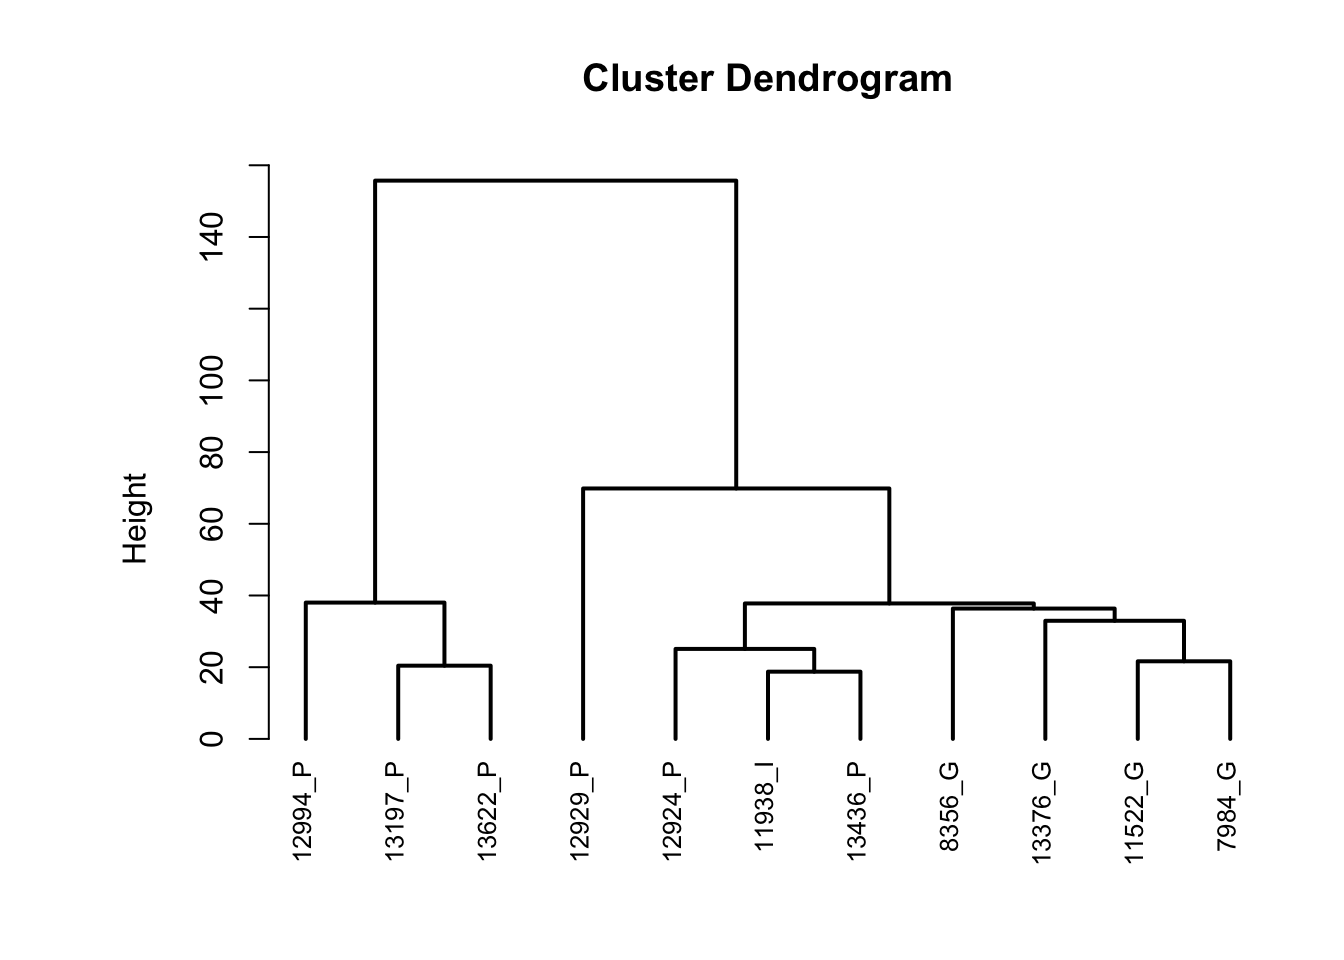 Cluster Dendrogram
Height
140
100
80
60
40
20
0
12994_P
13197_P
13622_P
12929_P
12924_P
11938_I
13436_P
8356_G
13376_G
11522_G
7984_G